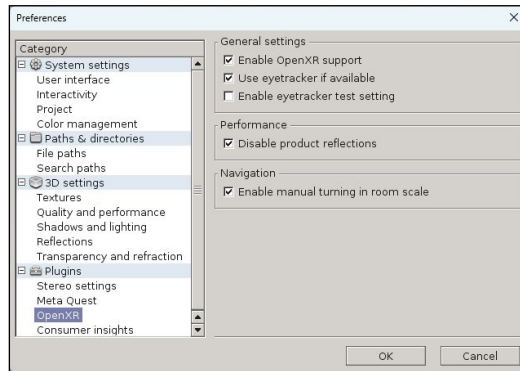 Preferences
Category
System settings
User interface
Interactivity
Project
Color management
Paths & directories
File paths
Search paths
3D settings
Textures
Quality and performance
Shadows and lighting
Reflections
Transparency and refraction
Plugins
Stereo settings
Meta Quest
OpenXR
Consumer insights
General settings
Enable OpenXR support
Use eyetracker if available
Enable eyetracker test setting
Performance
Disable product reflections
Navigation
Enable manual turning in room scale
OK
Cancel